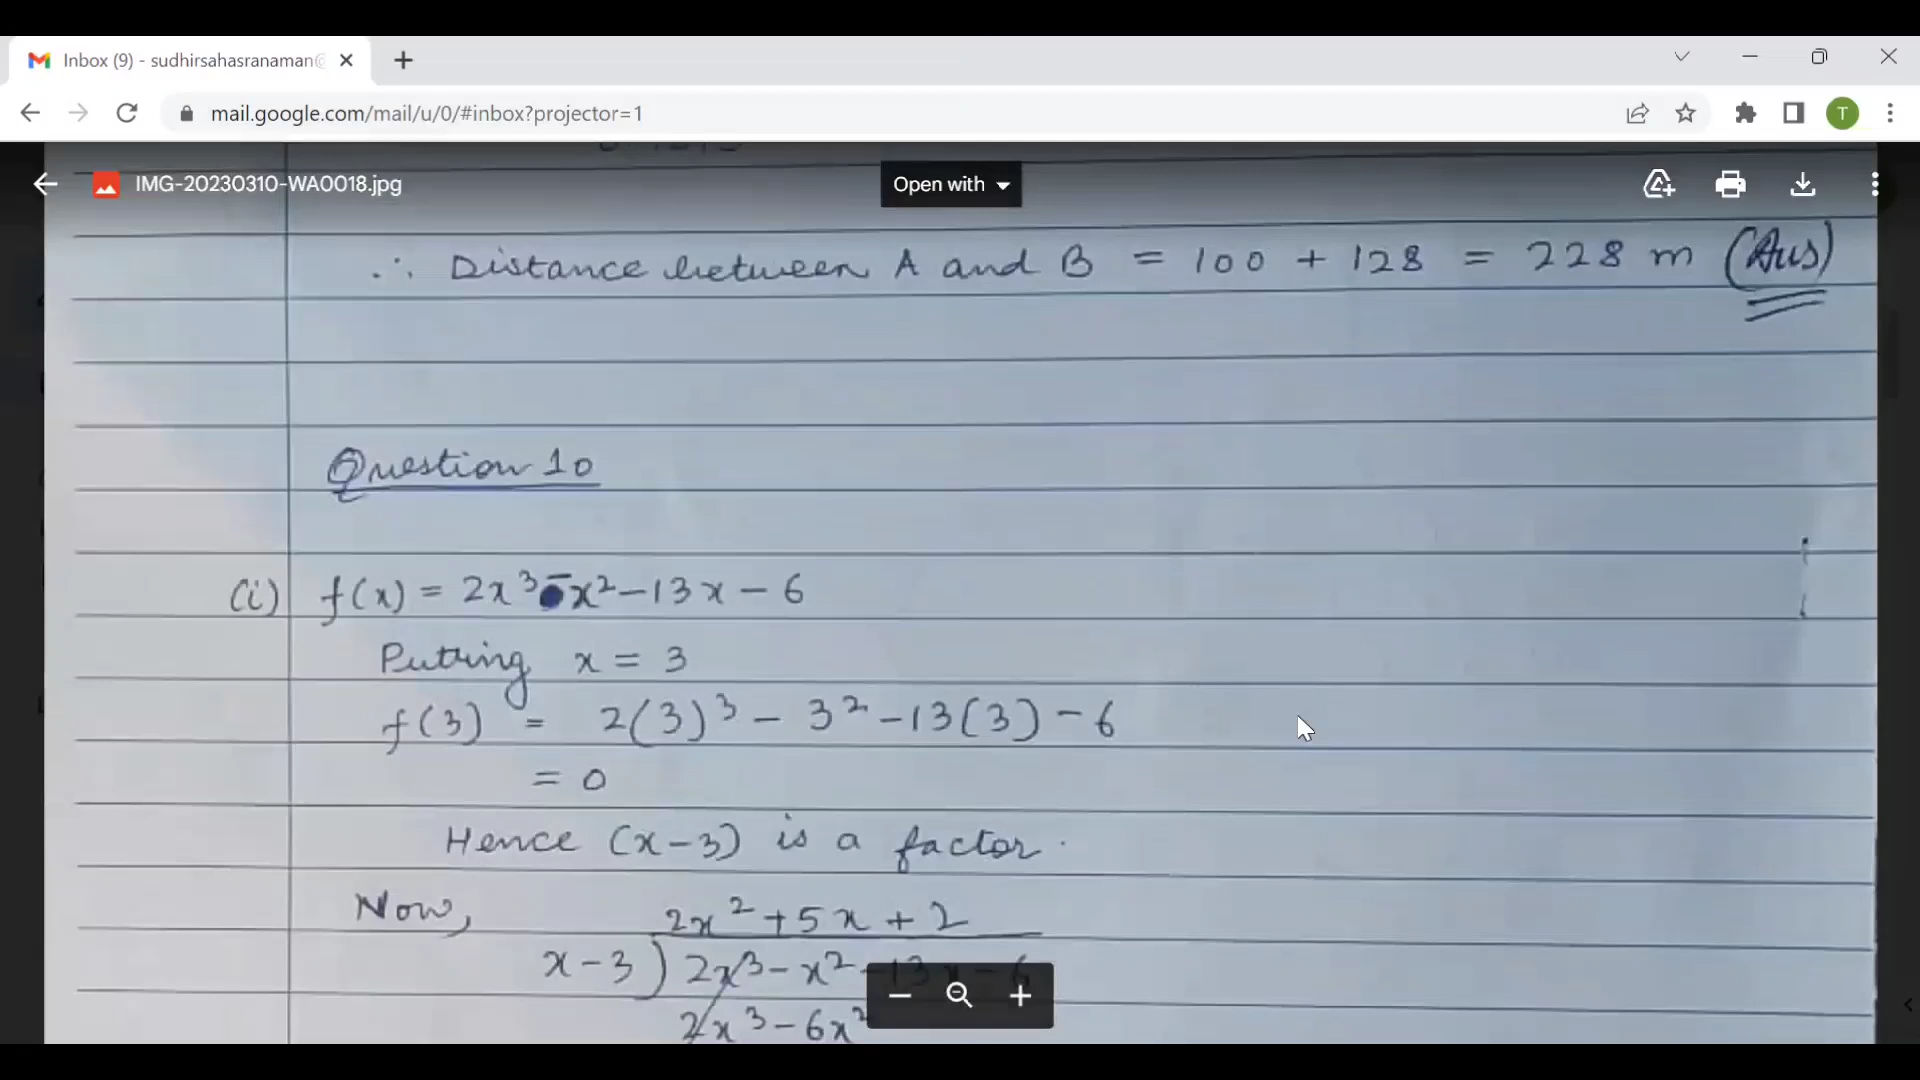 Inbox (9) - sudhirsahasranaman@
mail.google.com/mail/u/0/#inbox?projector=1
T
IMG-20230310-WA0018.jpg
Open with
∴ Distance between A and B = 100 + 128 = 228 m (Ans)
Question 10
(i) f(x) = 2x³ - x² - 13x - 6
Putting x = 3
f(3) = 2(3)³ - 3² - 13(3) - 6
= 0
Hence (x-3) is a factor.
Now, 2x² + 5x + 2
x - 3 ) 2x³ - x² - 13x - 6
2x³ - 6x²